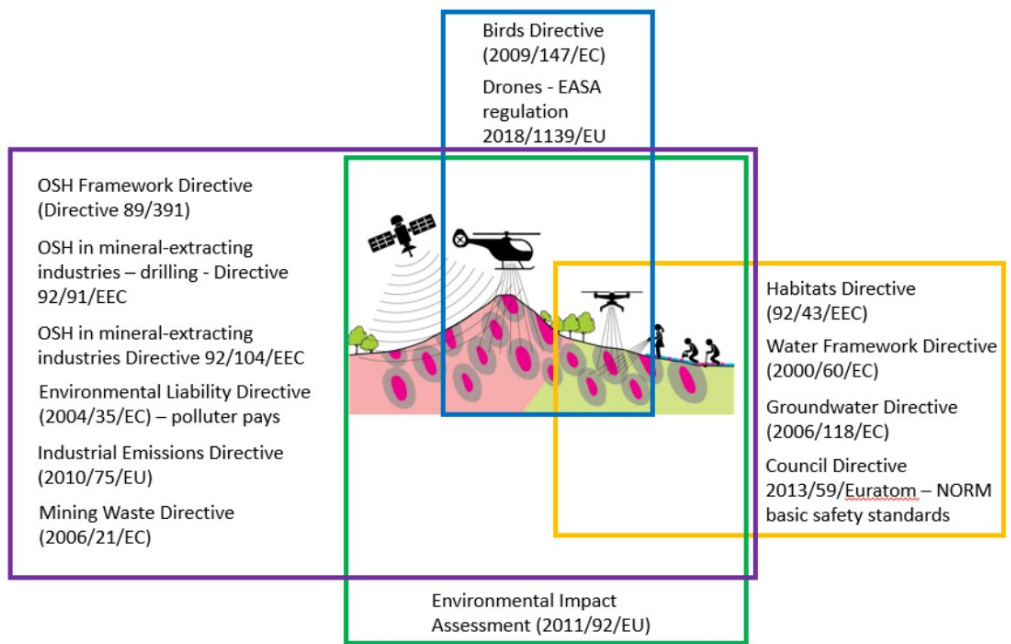 Birds Directive
(2009/147/EC)
Drones - EASA
regulation
2018/1139/EU
OSH Framework Directive
(Directive 89/391)
OSH in mineral-extracting
industries – drilling - Directive
92/91/EEC
OSH in mineral-extracting
industries Directive 92/104/EEC
Environmental Liability Directive
(2004/35/EC) – polluter pays
Industrial Emissions Directive
(2010/75/EU)
Mining Waste Directive
(2006/21/EC)
Habitats Directive
(92/43/EEC)
Water Framework Directive
(2000/60/EC)
Groundwater Directive
(2006/118/EC)
Council Directive
2013/59/Euratom – NORM
basic safety standards
Environmental Impact
Assessment (2011/92/EU)